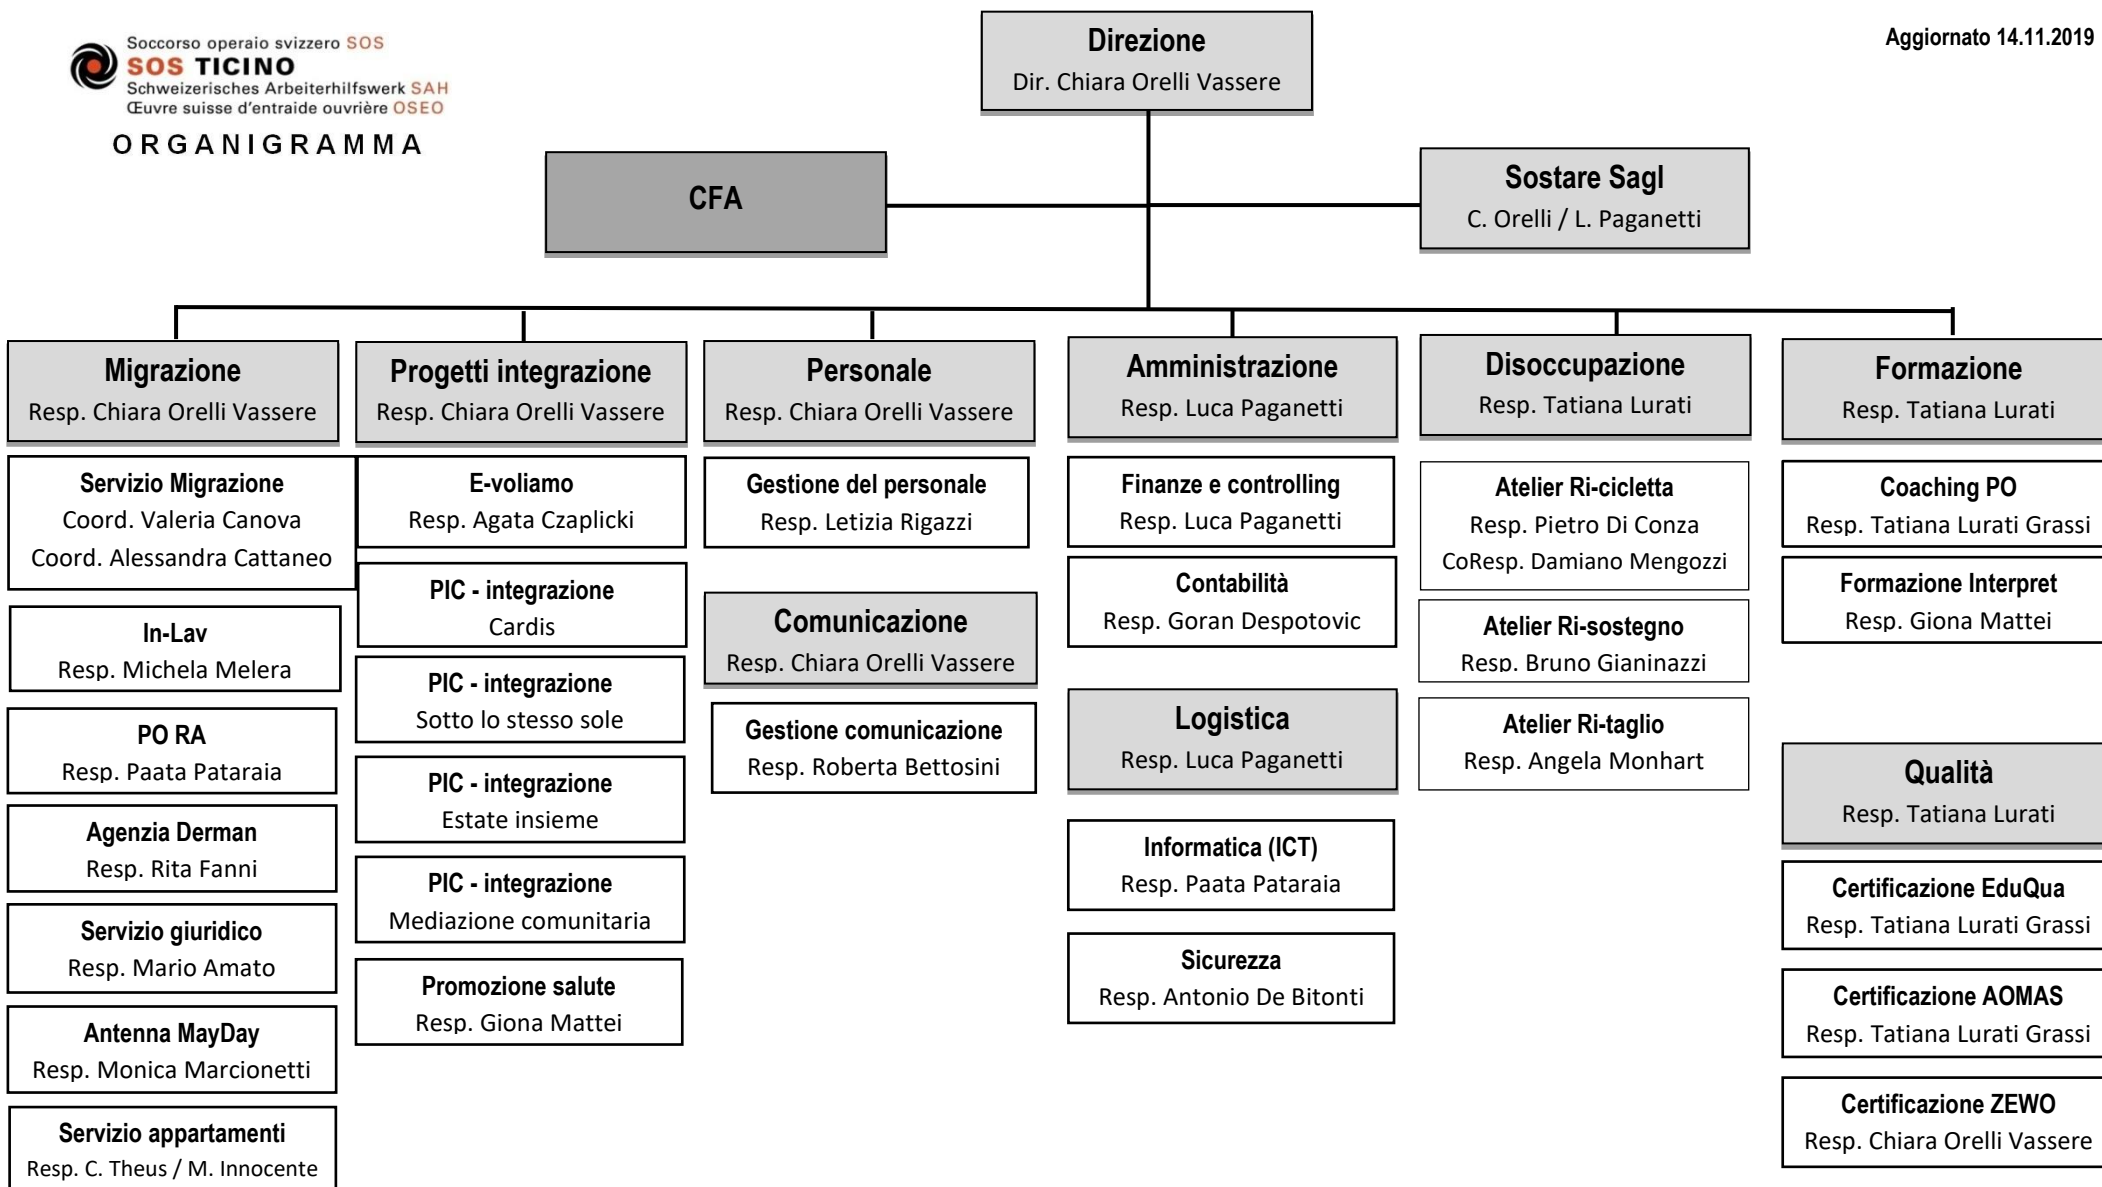 Soccorso operaio svizzero SOS
SOS TICINO
Schweizerisches Arbeiterhilfswerk SAH
Œuvre suisse d'entraide ouvrière OSEO
ORGANIGRAMMA
Aggiornato 14.11.2019
Direzione
Dir. Chiara Orelli Vassere
CFA
Sostare Sagl
C. Orelli / L. Paganetti
Migrazione
Resp. Chiara Orelli Vassere
Servizio Migrazione
Coord. Valeria Canova
Coord. Alessandra Cattaneo
In-Lav
Resp. Michela Melera
PO RA
Resp. Paata Pataraia
Agenzia Derman
Resp. Rita Fanni
Servizio giuridico
Resp. Mario Amato
Antenna MayDay
Resp. Monica Marcionetti
Servizio appartamenti
Resp. C. Theus / M. Innocente
Progetti integrazione
Resp. Chiara Orelli Vassere
E-voliamo
Resp. Agata Czaplicki
PIC - integrazione
Cardis
PIC - integrazione
Sotto lo stesso sole
PIC - integrazione
Estate insieme
PIC - integrazione
Mediazione comunitaria
Promozione salute
Resp. Giona Mattei
Personale
Resp. Chiara Orelli Vassere
Gestione del personale
Resp. Letizia Rigazzi
Comunicazione
Resp. Chiara Orelli Vassere
Gestione comunicazione
Resp. Roberta Bettosini
Amministrazione
Resp. Luca Paganetti
Finanze e controlling
Resp. Luca Paganetti
Contabilità
Resp. Goran Despotovic
Logistica
Resp. Luca Paganetti
Informatica (ICT)
Resp. Paata Pataraia
Sicurezza
Resp. Antonio De Bitonti
Disoccupazione
Resp. Tatiana Lurati
Atelier Ri-cicletta
Resp. Pietro Di Conza
CoResp. Damiano Mengozzi
Atelier Ri-sostegno
Resp. Bruno Gianinazzi
Atelier Ri-taglio
Resp. Angela Monhart
Formazione
Resp. Tatiana Lurati
Coaching PO
Resp. Tatiana Lurati Grassi
Formazione Interpret
Resp. Giona Mattei
Qualità
Resp. Tatiana Lurati
Certificazione EduQua
Resp. Tatiana Lurati Grassi
Certificazione AOMAS
Resp. Tatiana Lurati Grassi
Certificazione ZEWO
Resp. Chiara Orelli Vassere